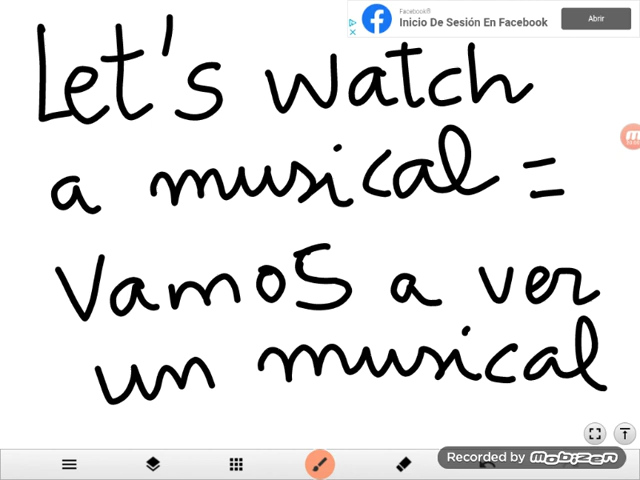 Facebook®
Inicio De Sesión En Facebook
Abrir
Let's watch
a musical =
Vamos a ver
un musical
Recorded by mobizen